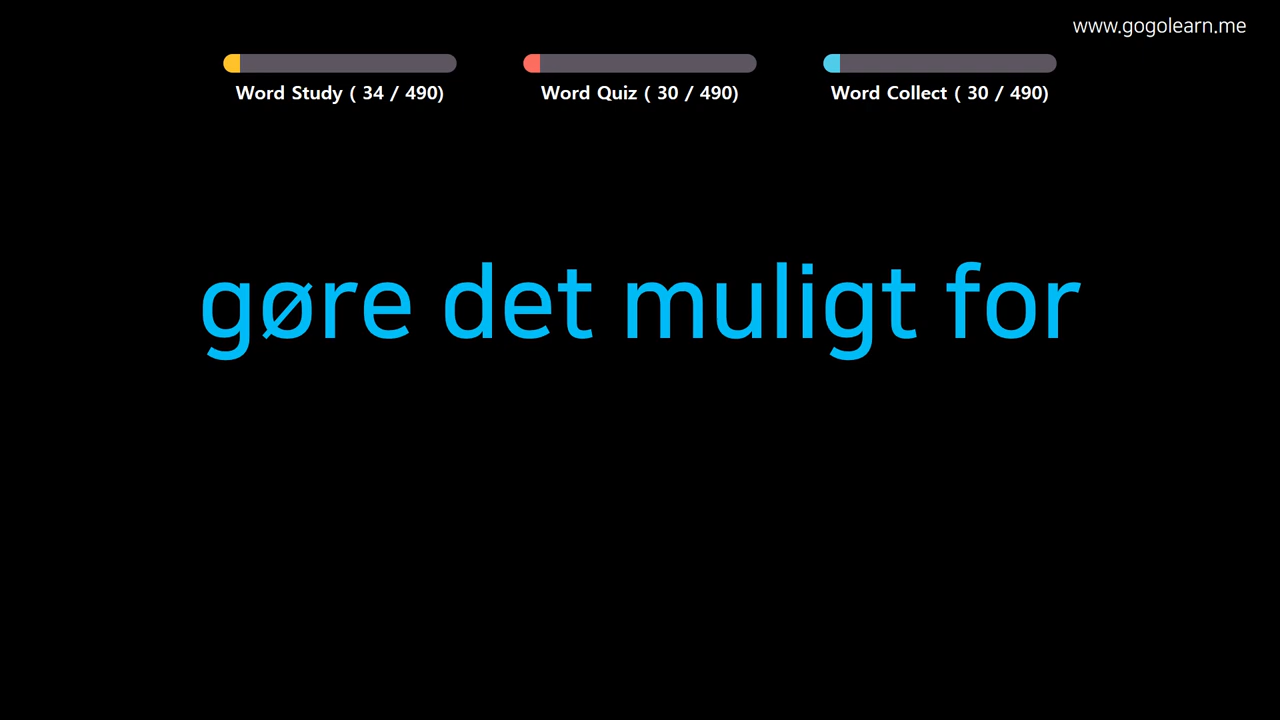 www.gogolearn.me
Word Study ( 34 / 490)
Word Quiz ( 30 / 490)
Word Collect ( 30 / 490)
gøre det muligt for